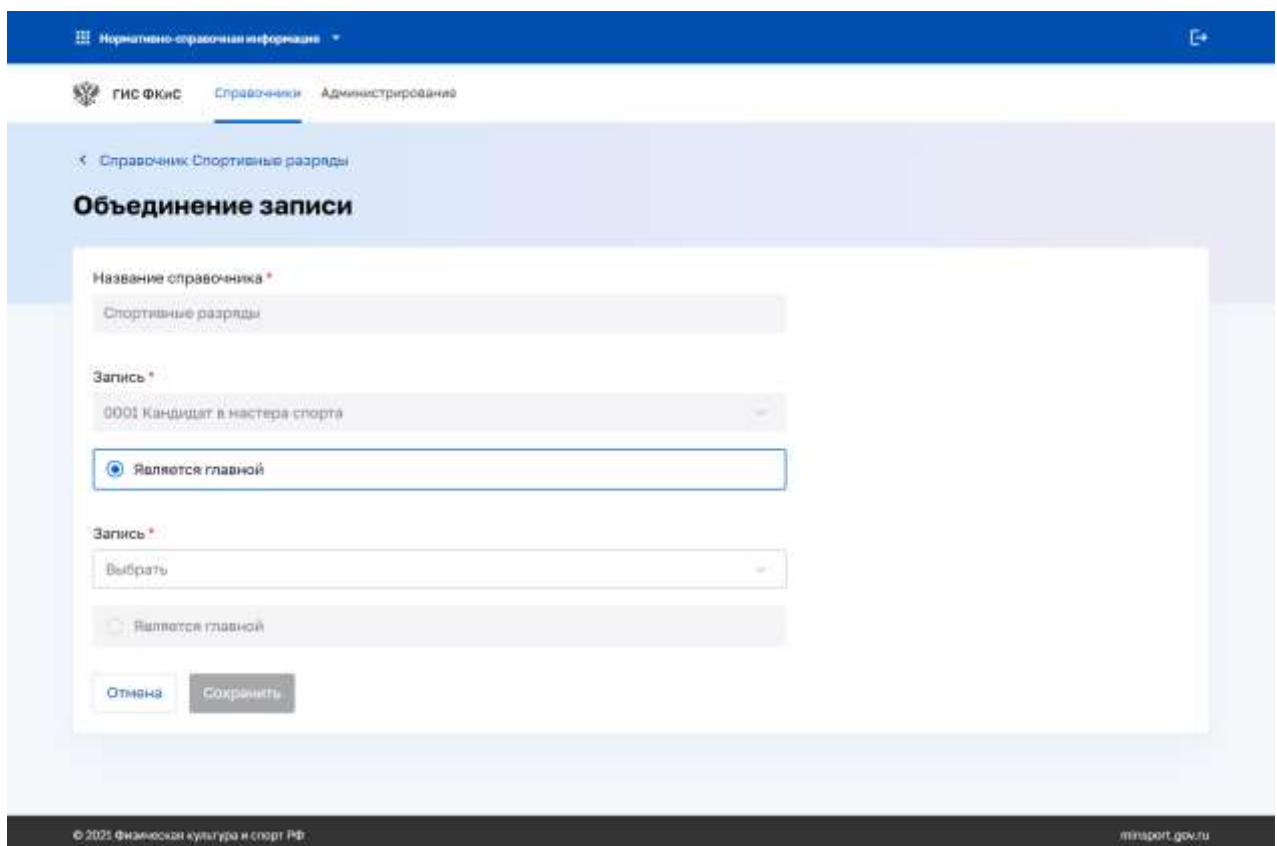 Нормативно-справочная информация
ГИС ФКиС Справочники Администрирование
Справочник Спортивные разряды
Объединение записи
Название справочника *
Спортивные разряды
Запись *
0001 Кандидат в мастера спорта
Является главной
Запись *
Выбрать
Является главной
Отмена Сохранить
© 2021 Физическая культура и спорт РФ minsport.gov.ru